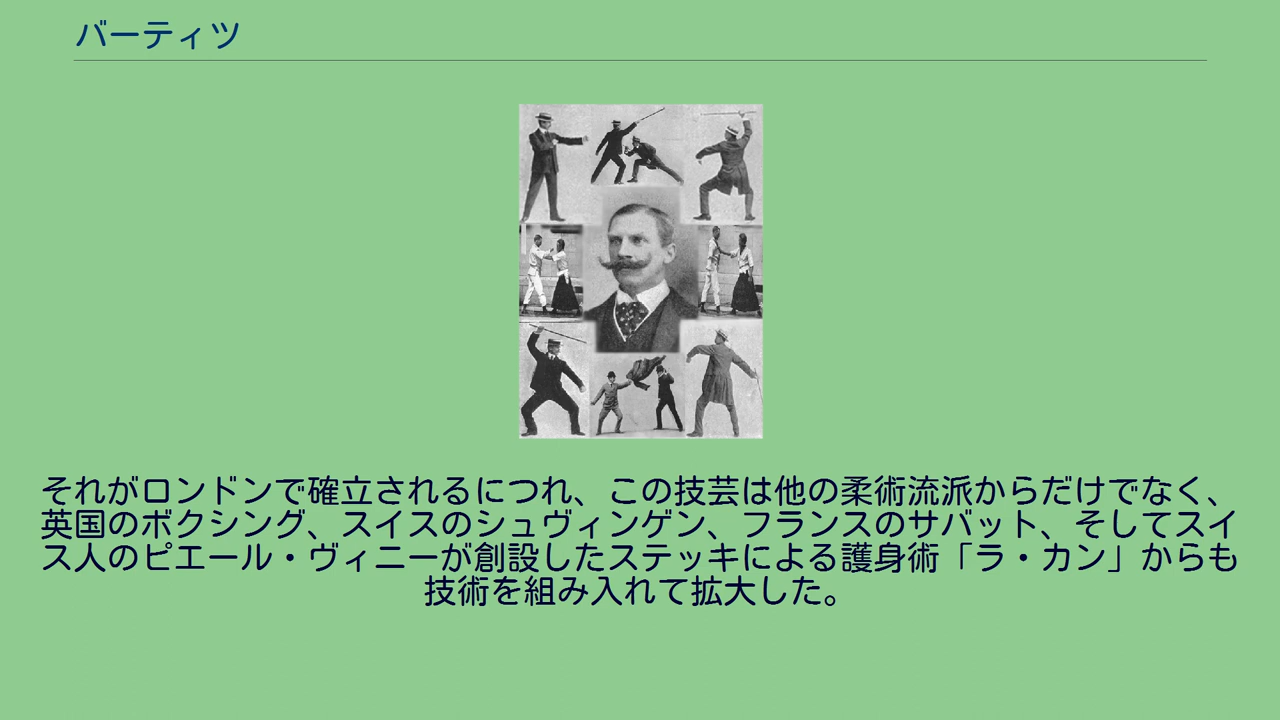 バーティツ
それがロンドンで確立されるにつれ、この技芸は他の柔術流派からだけでなく、
英国のボクシング、スイスのシュヴィンゲン、フランスのサバット、そしてスイ
ス人のピエール・ヴィニーが創設したステッキによる護身術「ラ・カン」からも
技術を組み入れて拡大した。